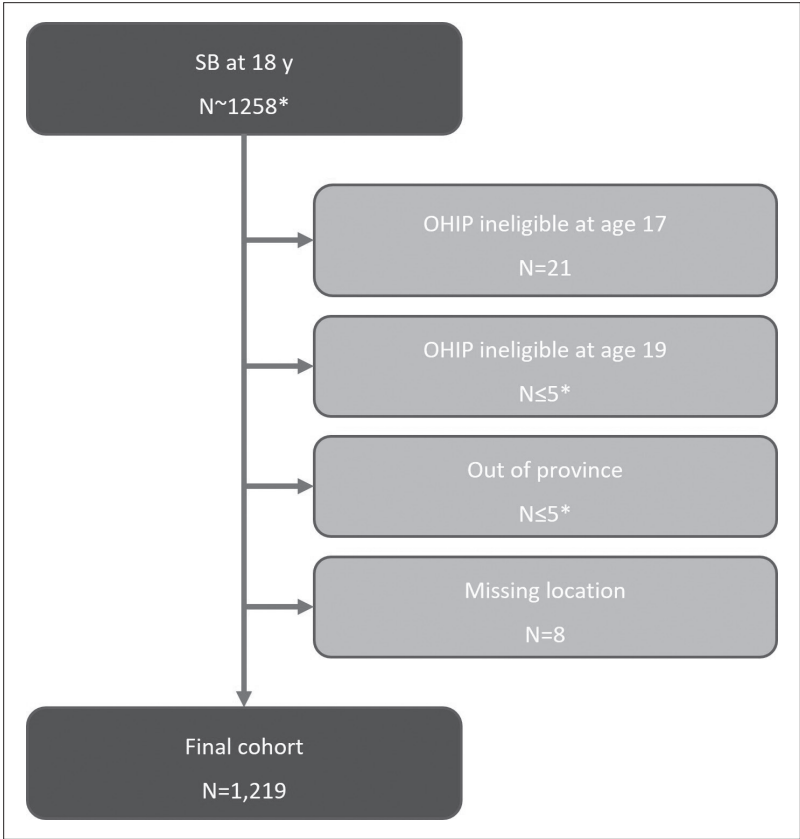 SB at 18 y
N~1258*
OHIP ineligible at age 17
N=21
OHIP ineligible at age 19
N≤5*
Out of province
N≤5*
Missing location
N=8
Final cohort
N=1,219